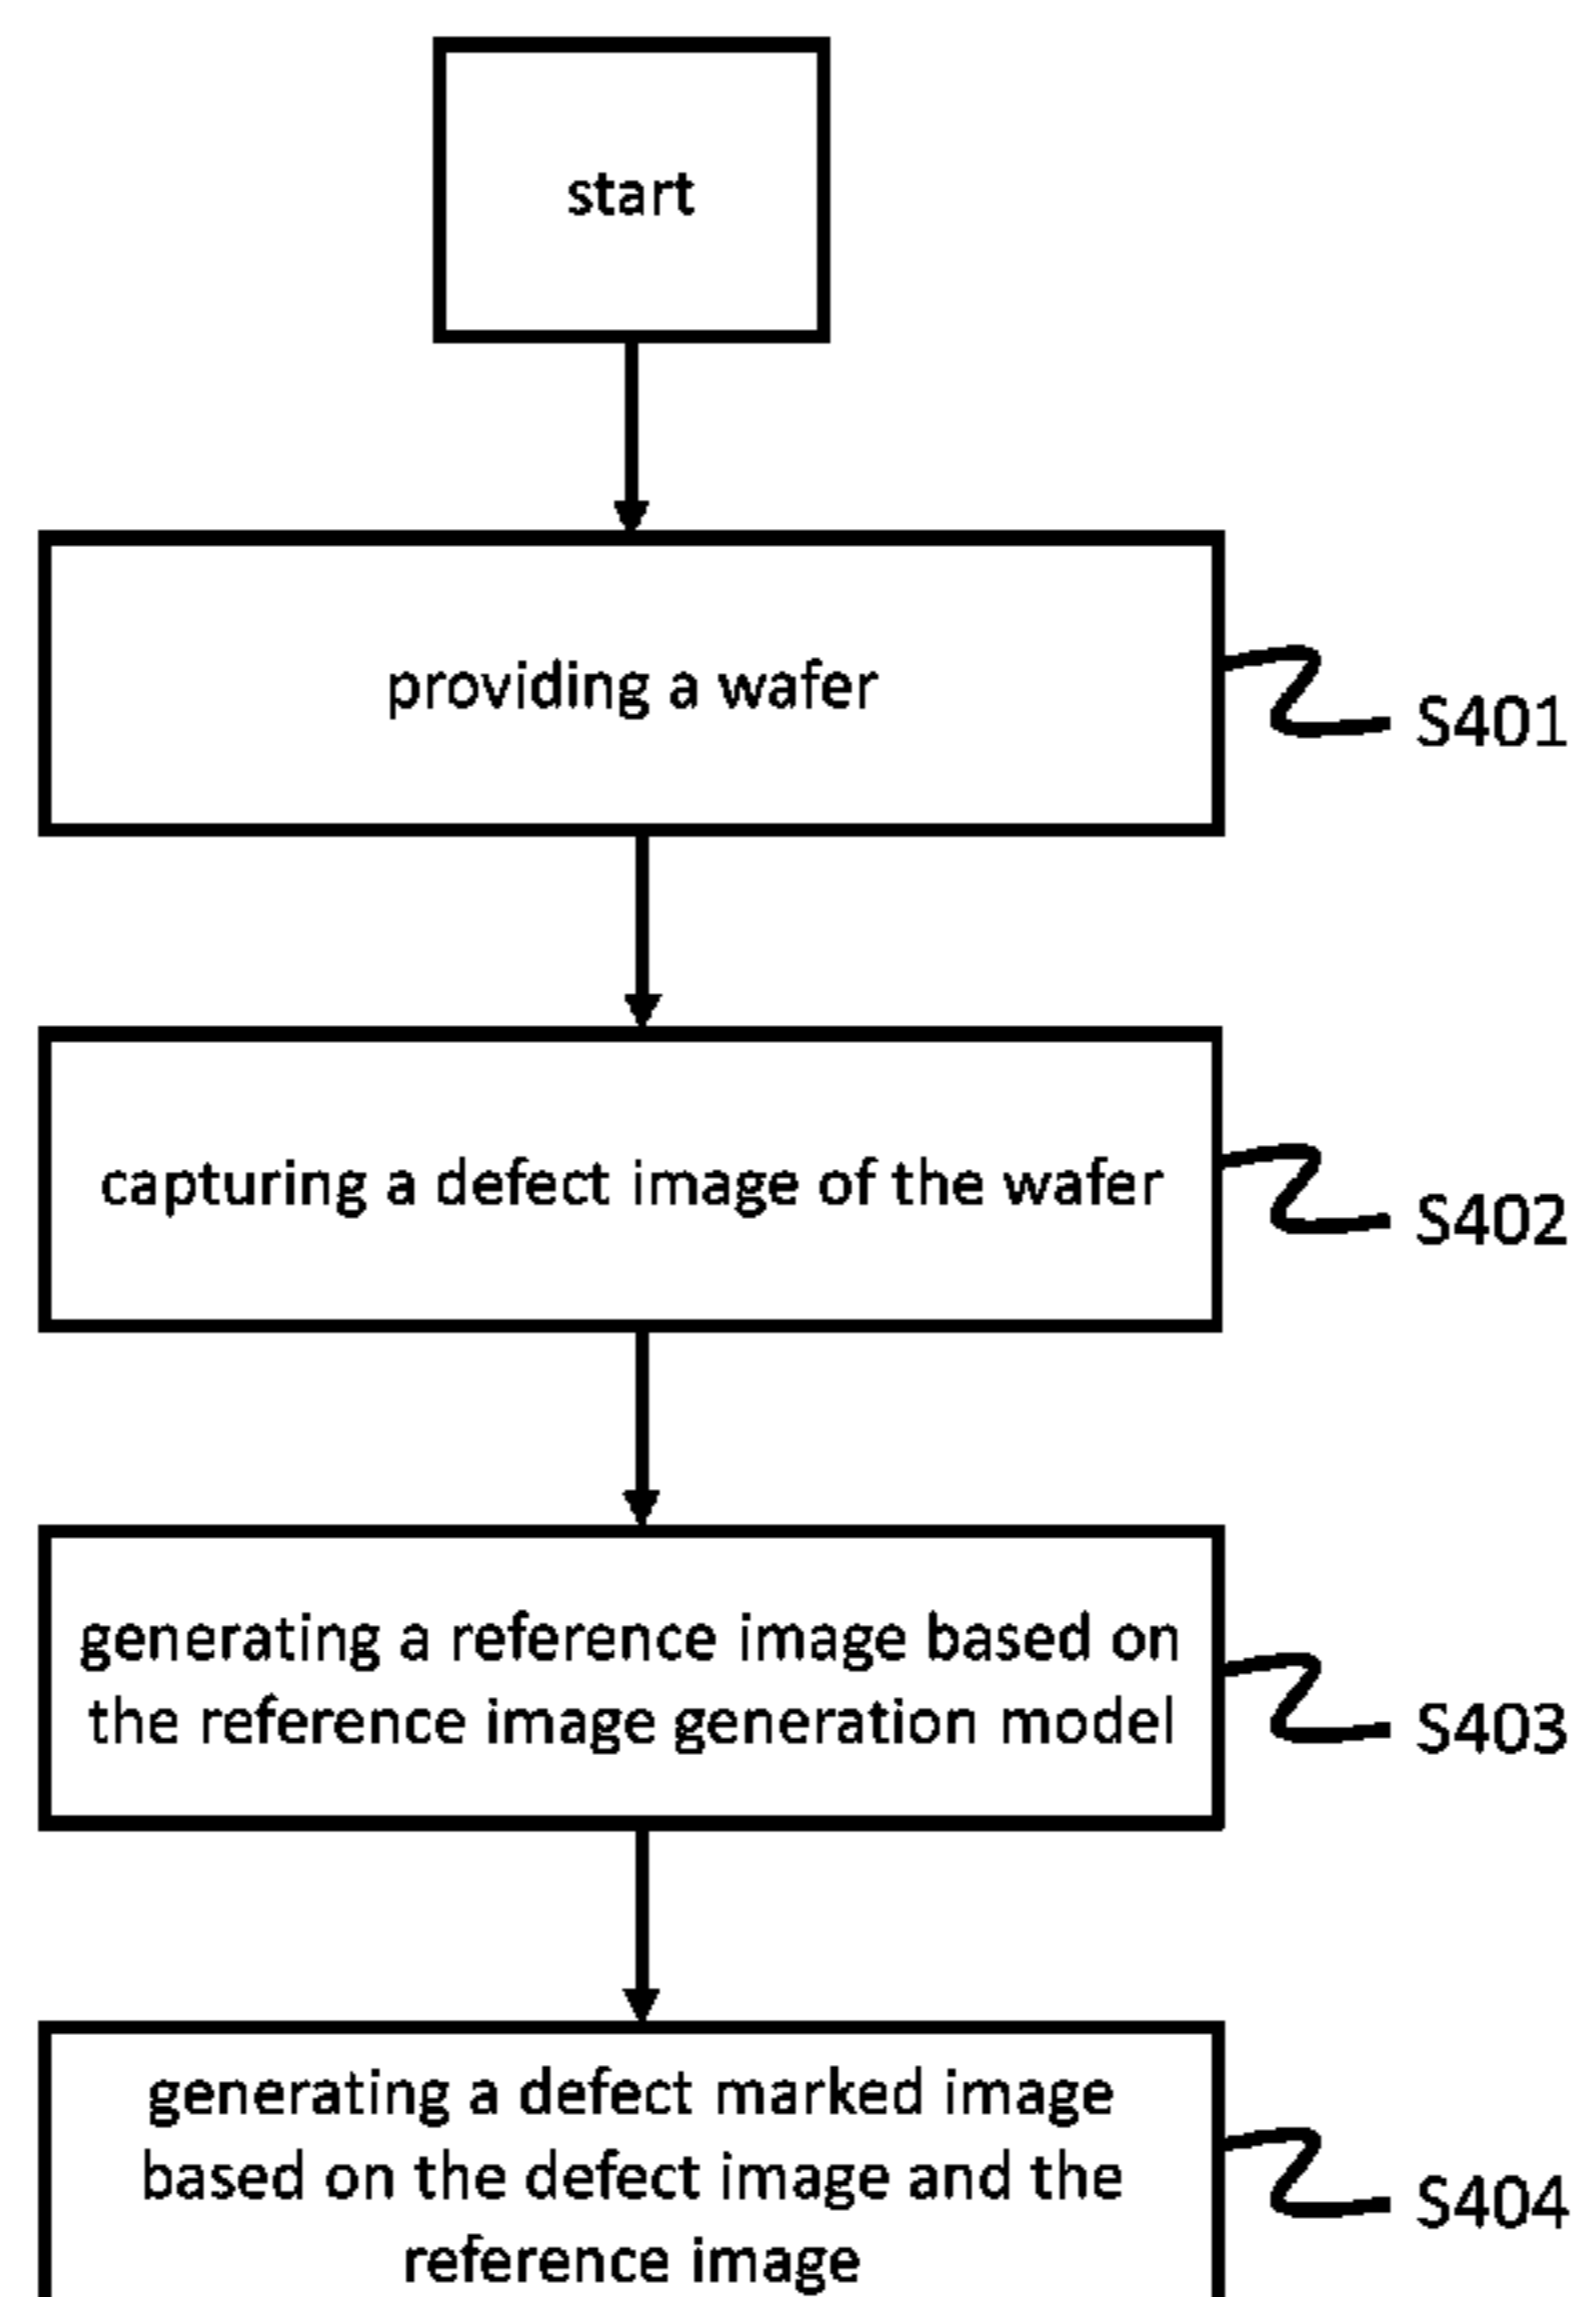 start
providing a wafer
S401
capturing a defect image of the wafer
S402
generating a reference image based on
the reference image generation model
S403
generating a defect marked image
based on the defect image and the
reference image
S404